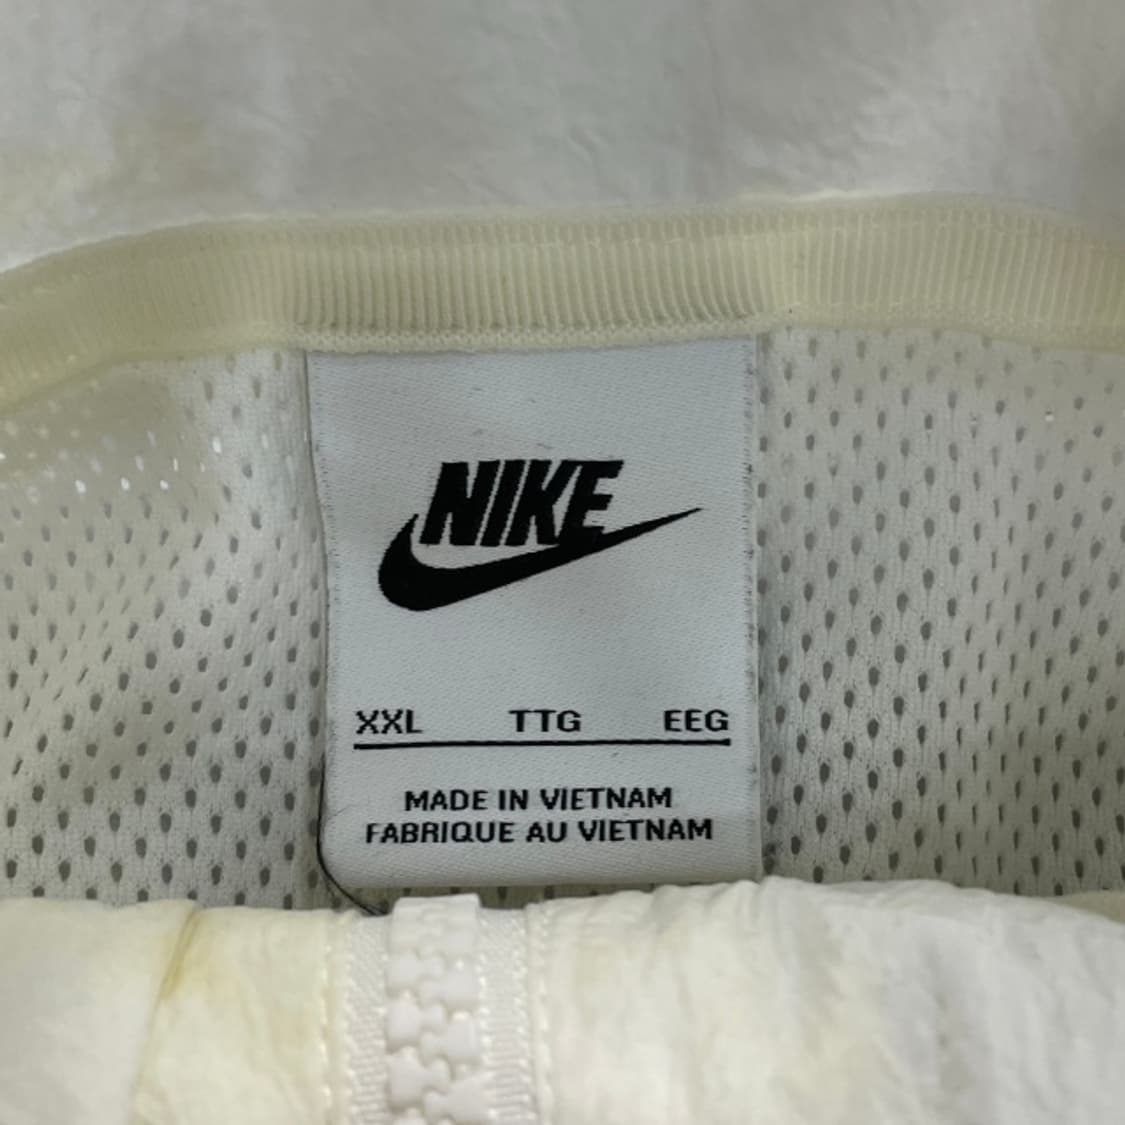 NIKE
XXL TTG EEG
MADE IN VIETNAM
FABRIQUE AU VIETNAM